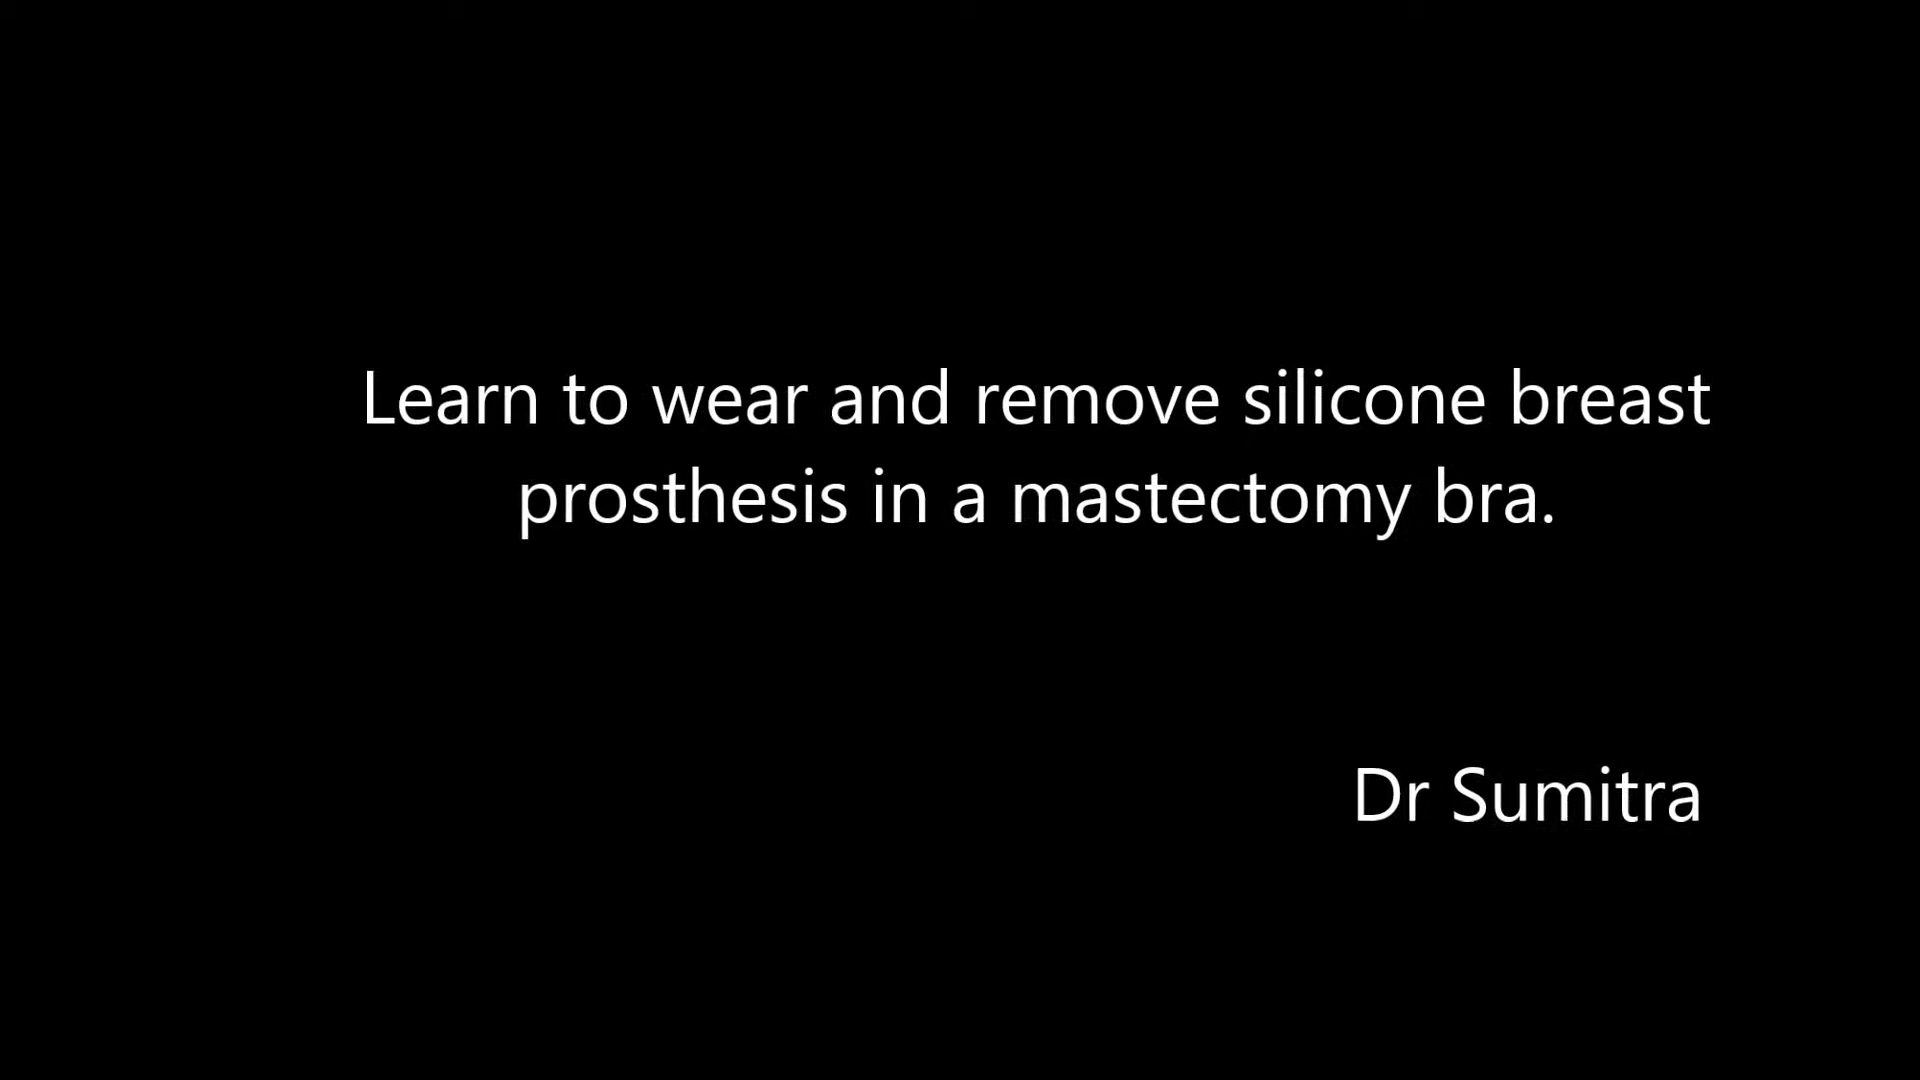 Learn to wear and remove silicone breast
prosthesis in a mastectomy bra.
Dr Sumitra